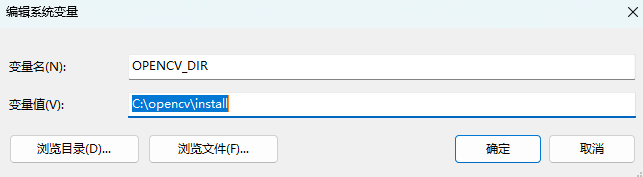 编辑系统变量
变量名(N): OPENCV_DIR
变量值(V): C:\opencv\install
浏览目录(D)... 浏览文件(F)... 确定 取消